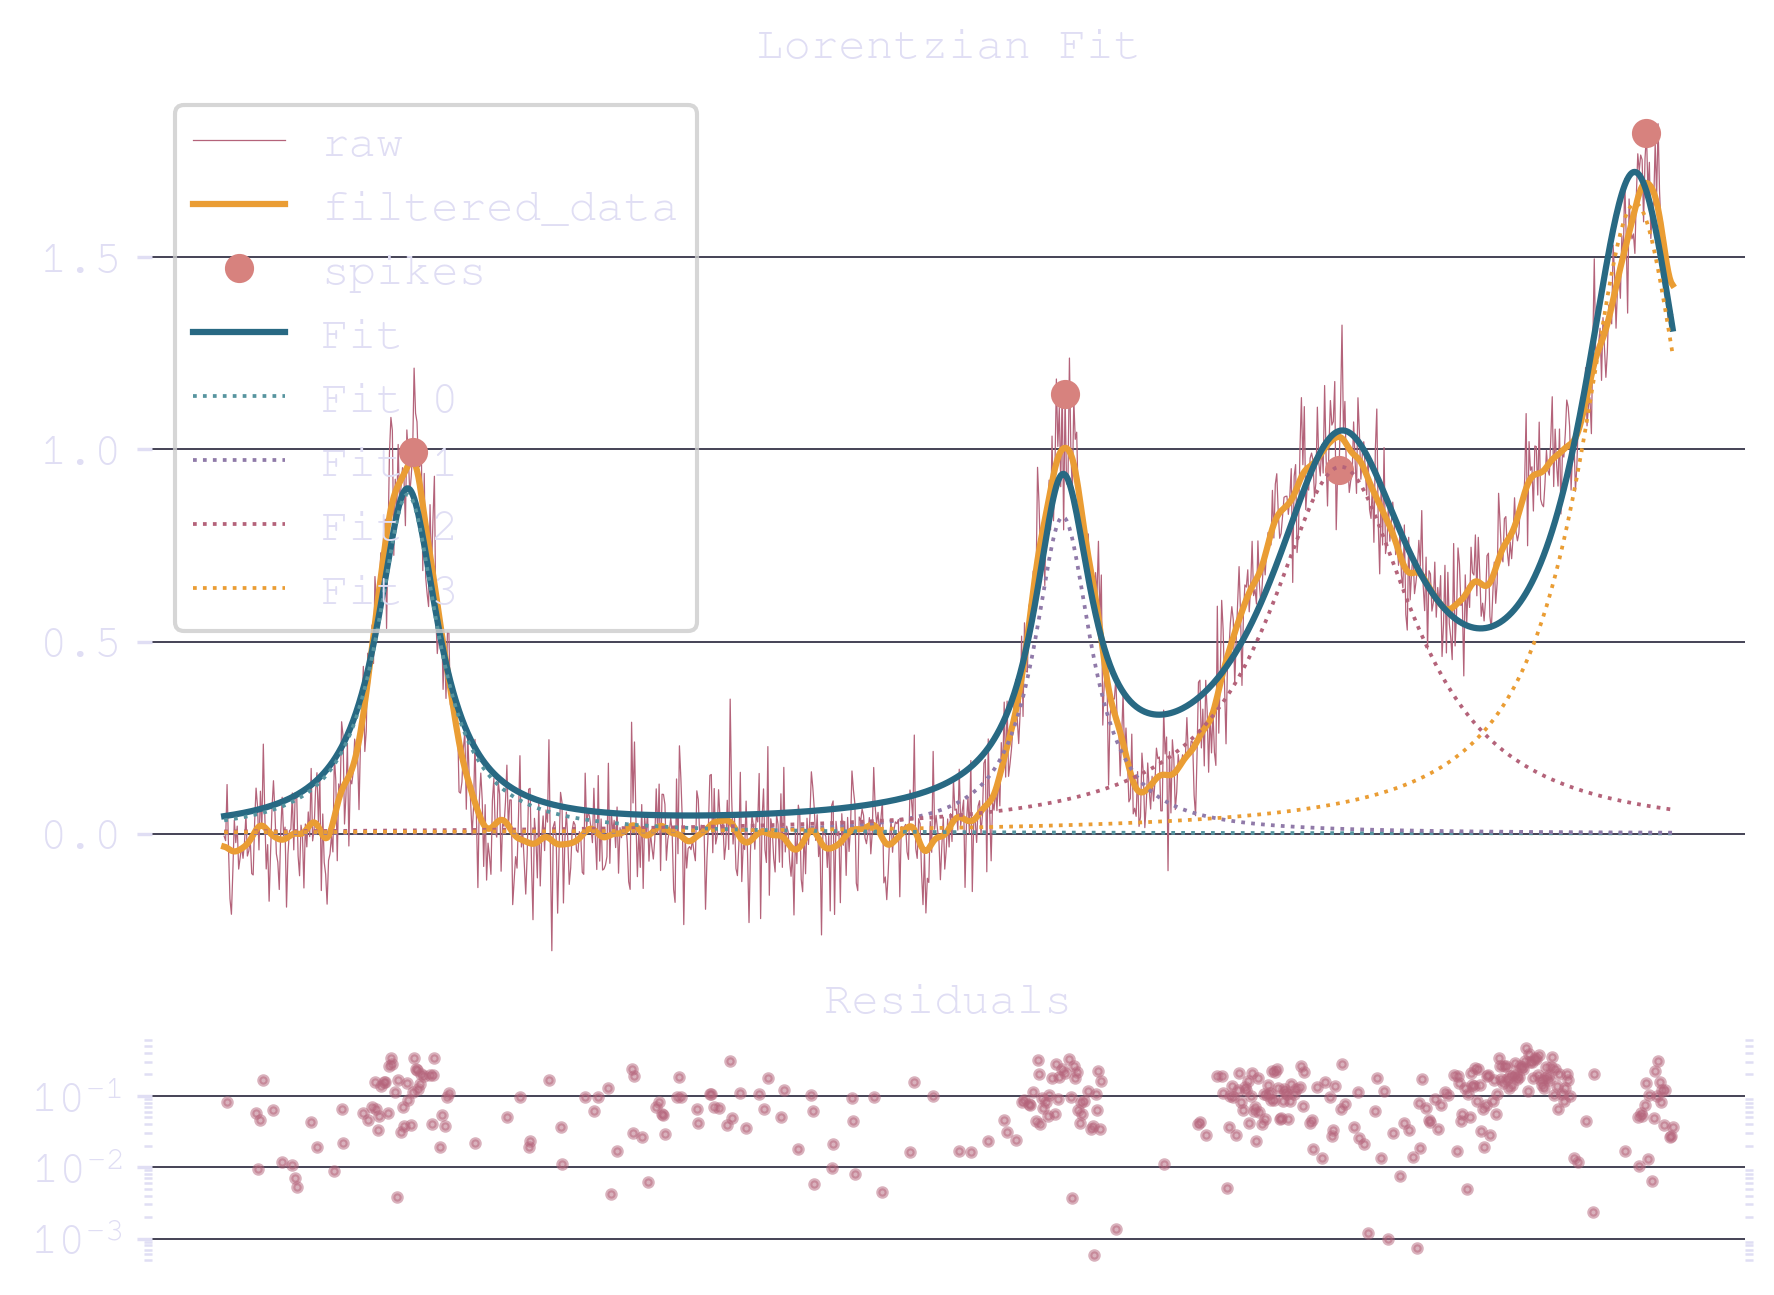 Lorentzian Fit
raw
filtered_data
spikes
Fit
Fit 0
Fit 1
Fit 2
Fit 3
1.5
1.0
0.5
0.0
Residuals
10⁻¹
10⁻²
10⁻³